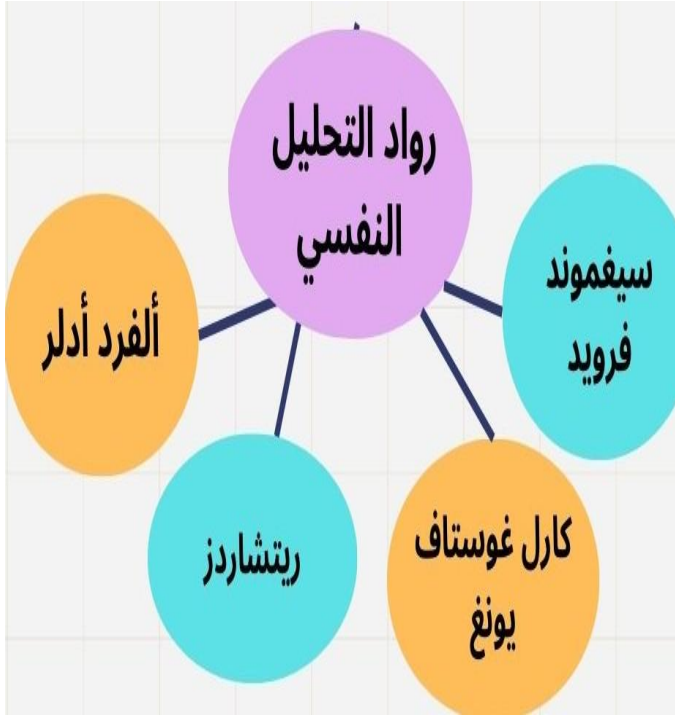 رواد التحليل
النفسي
سيغموند
فرويد
كارل غوستاف
يونغ
ريتشاردز
ألفرد أدلر